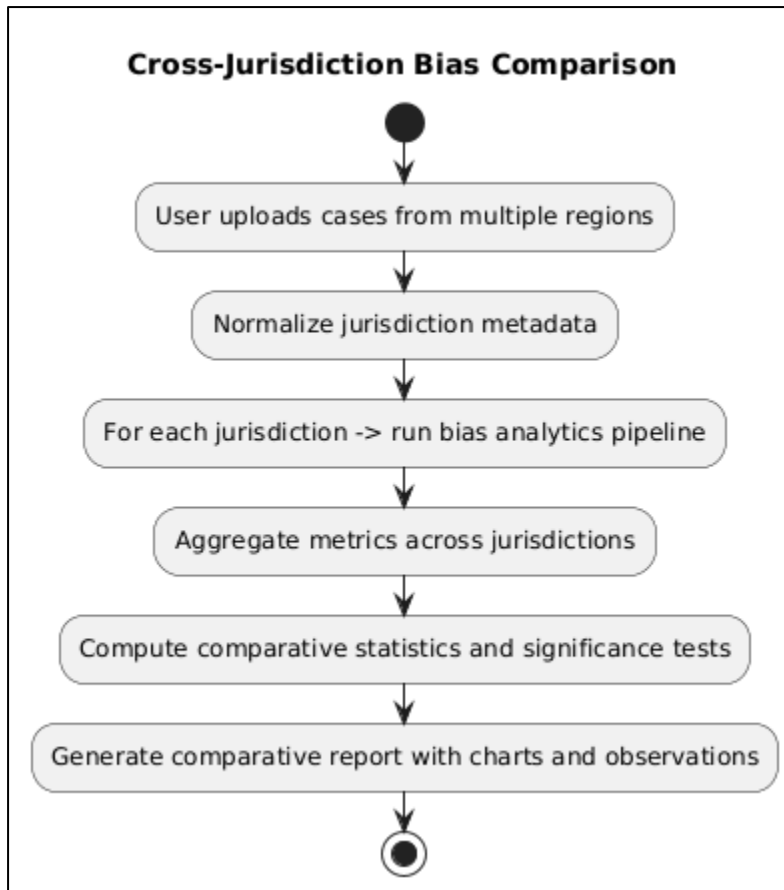 Cross-Jurisdiction Bias Comparison
User uploads cases from multiple regions
Normalize jurisdiction metadata
For each jurisdiction -> run bias analytics pipeline
Aggregate metrics across jurisdictions
Compute comparative statistics and significance tests
Generate comparative report with charts and observations